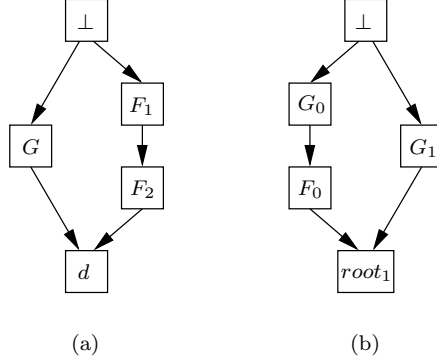 ⊥ ⊥
F₁ G₀
G G₁
F₂ F₀
d root₁
(a) (b)